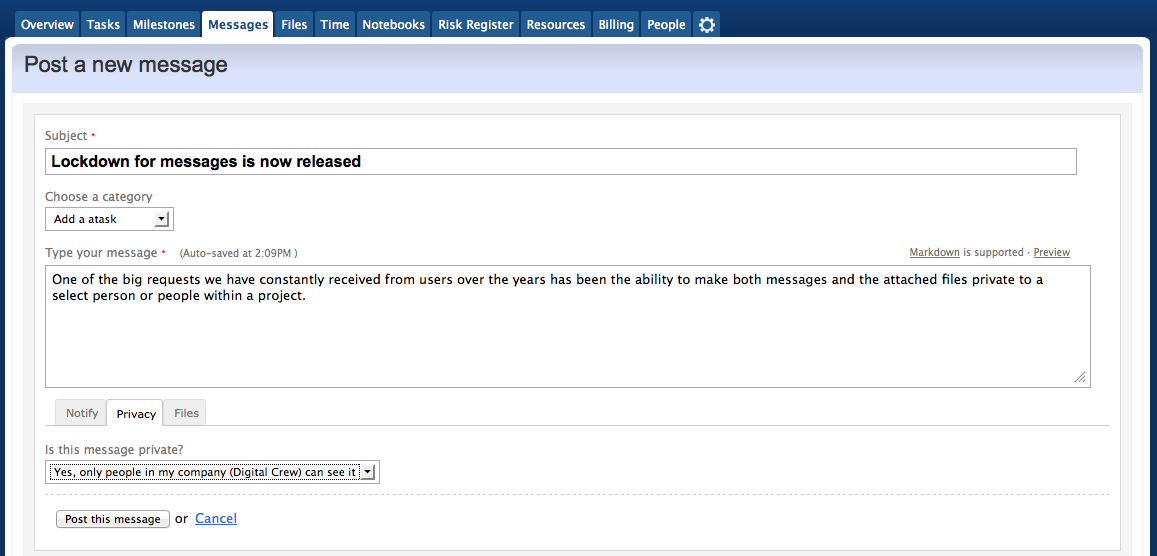 Overview Tasks Milestones Messages Files Time Notebooks Risk Register Resources Billing People
Post a new message
Subject *
Lockdown for messages is now released
Choose a category
Add a atask
Type your message * (Auto-saved at 2:09PM ) Markdown is supported · Preview
One of the big requests we have constantly received from users over the years has been the ability to make both messages and the attached files private to a
select person or people within a project.
Notify Privacy Files
Is this message private?
Yes, only people in my company (Digital Crew) can see it
Post this message or Cancel